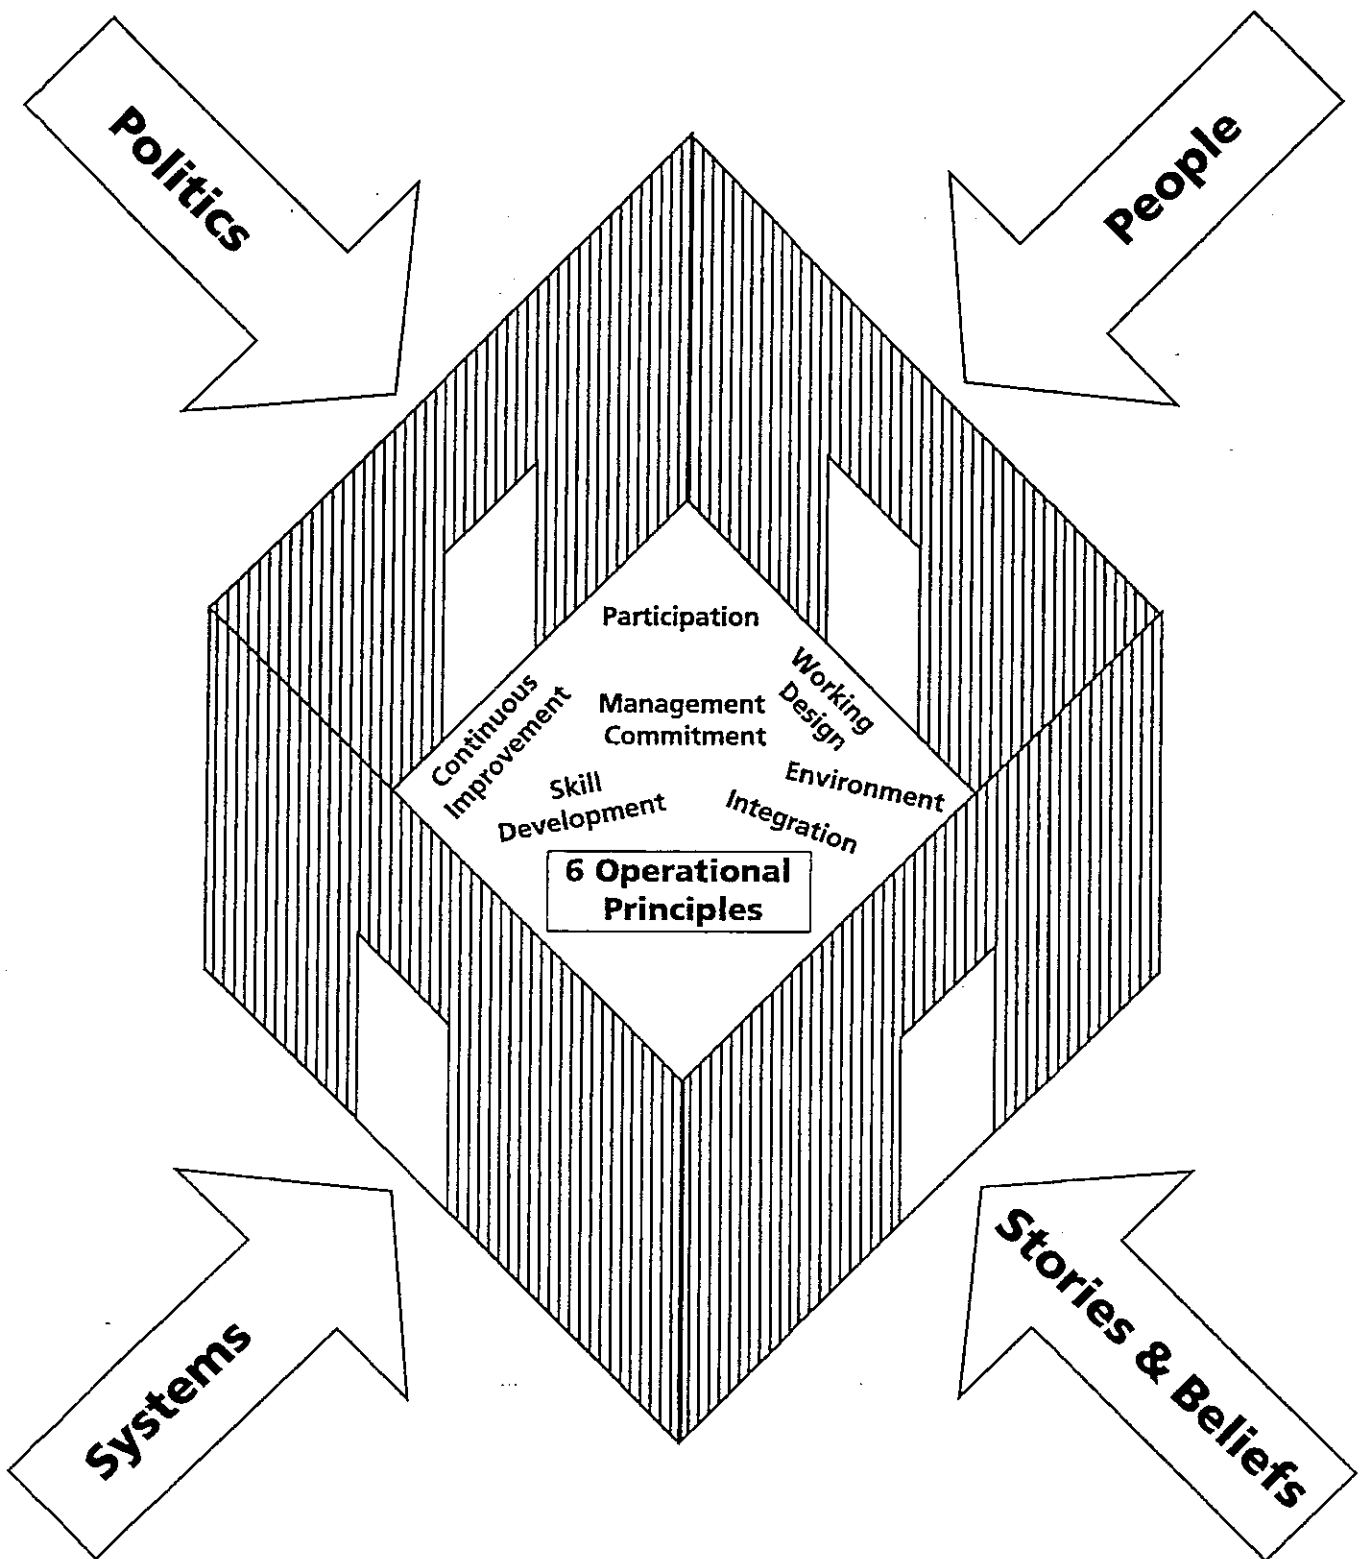 Politics
People
Participation
Continuous
Improvement
Management
Commitment
Working
Design
Skill
Development
Environment
Integration
6 Operational
Principles
Systems
Stories & Beliefs